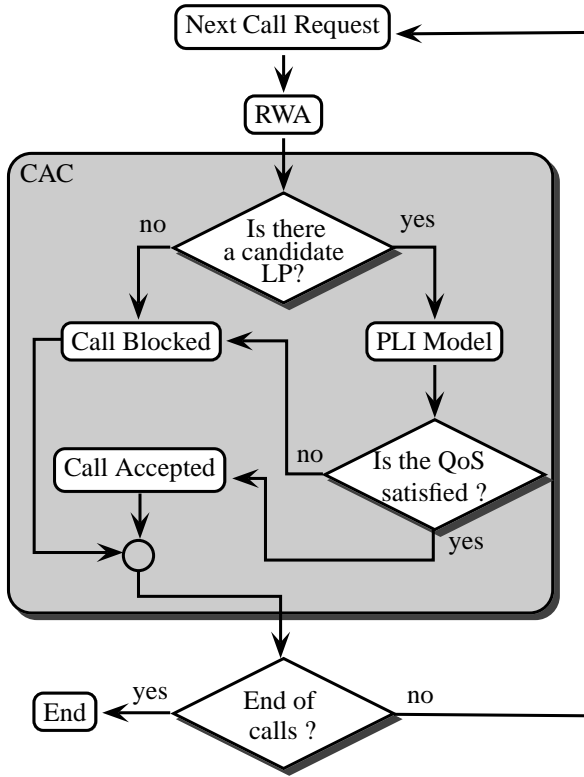 Next Call Request
RWA
CAC
no
Is there
a candidate
LP?
yes
Call Blocked
PLI Model
no
Is the QoS
satisfied ?
Call Accepted
yes
yes
End of
calls ?
no
End